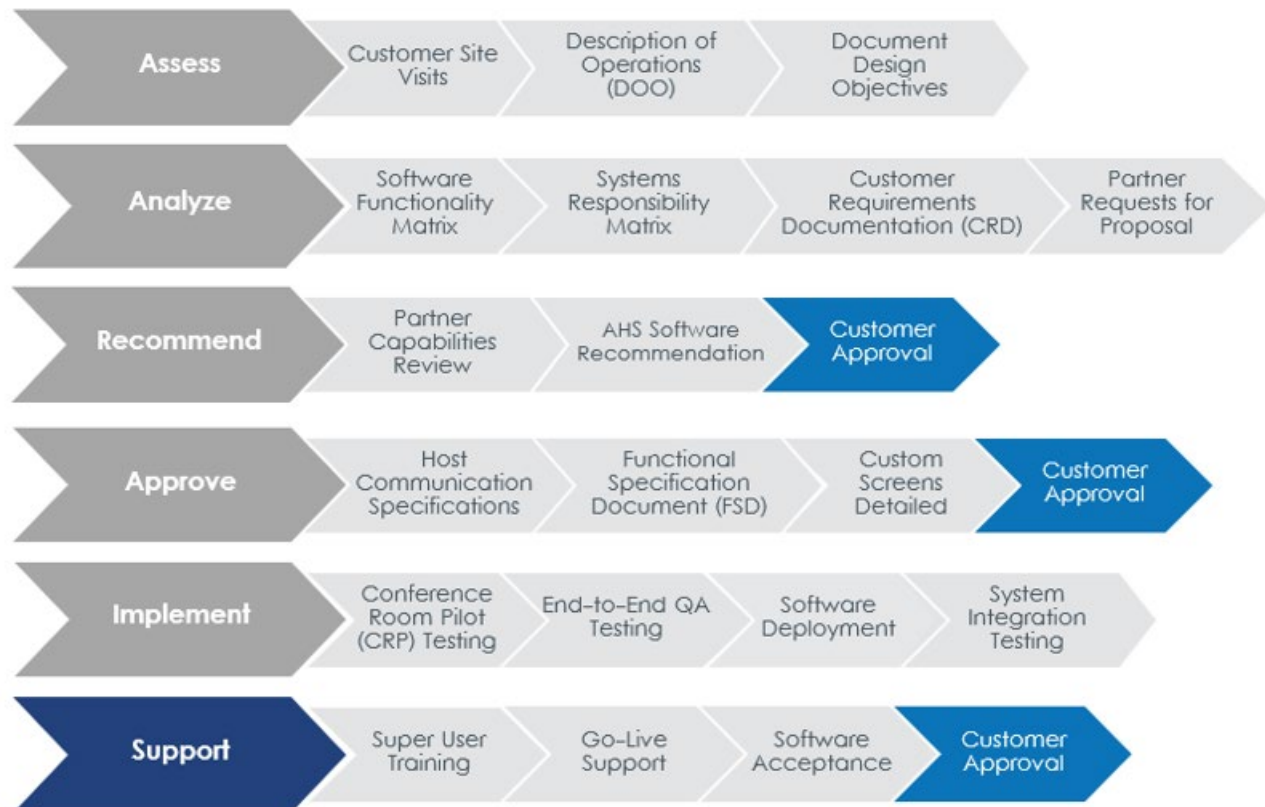 Assess
Customer Site
Visits
Description of
Operations
(DOO)
Document
Design
Objectives
Analyze
Software
Functionality
Matrix
Systems
Responsibility
Matrix
Customer
Requirements
Documentation (CRD)
Partner
Requests for
Proposal
Recommend
Partner
Capabilities
Review
AHS Software
Recommendation
Customer
Approval
Approve
Host
Communication
Specifications
Functional
Specification
Document (FSD)
Custom
Screens
Detailed
Customer
Approval
Implement
Conference
Room Pilot
(CRP) Testing
End-to-End QA
Testing
Software
Deployment
System
Integration
Testing
Support
Super User
Training
Go-Live
Support
Software
Acceptance
Customer
Approval